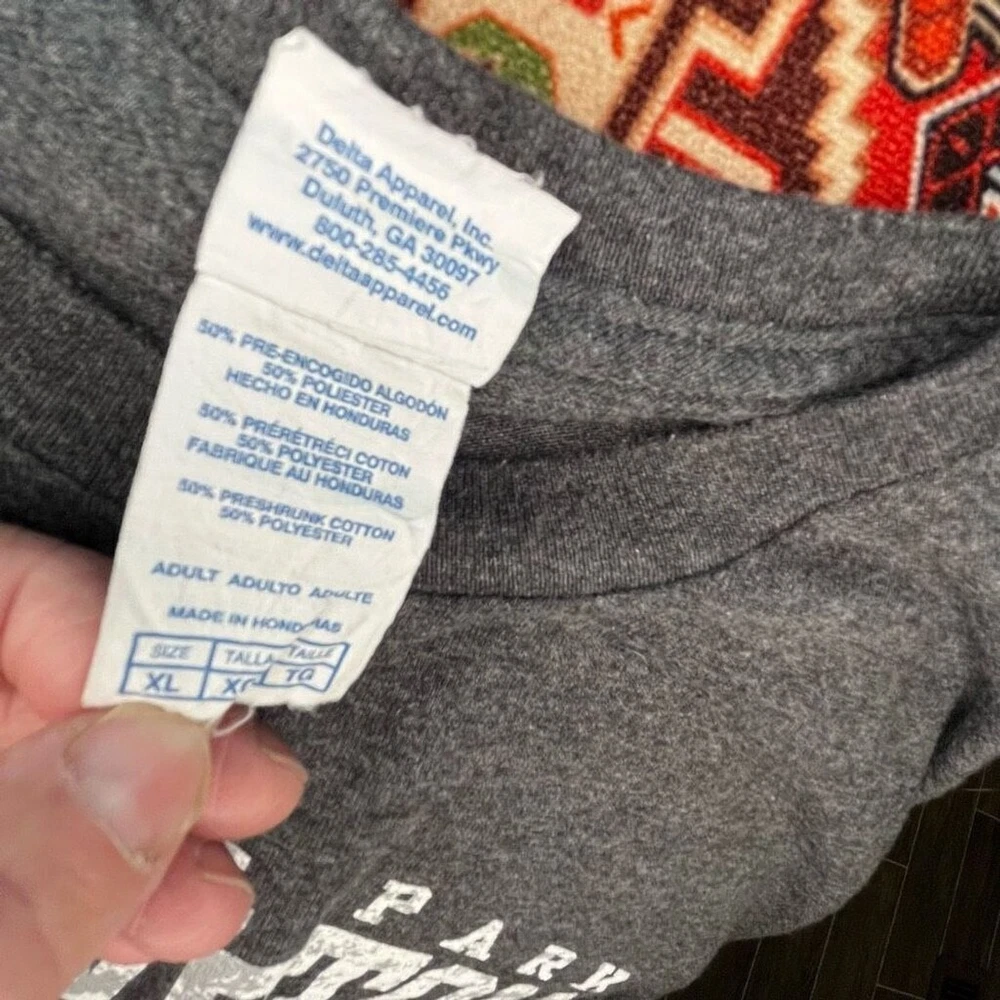 Delta Apparel, Inc.
2750 Premiere Pkwy
Duluth, GA 30097
800-285-4456
www.deltaapparel.com
50% PRE-ENCOGIDO ALGODÓN
50% POLIESTER
HECHO EN HONDURAS
50% PRÉRÉTRÉCI COTON
50% POLYESTER
FABRIQUE AU HONDURAS
50% PRESHRUNK COTTON
50% POLYESTER
ADULT ADULTO ADULTE
MADE IN
SIZE TALLA TAILLE
XL TG
PARK